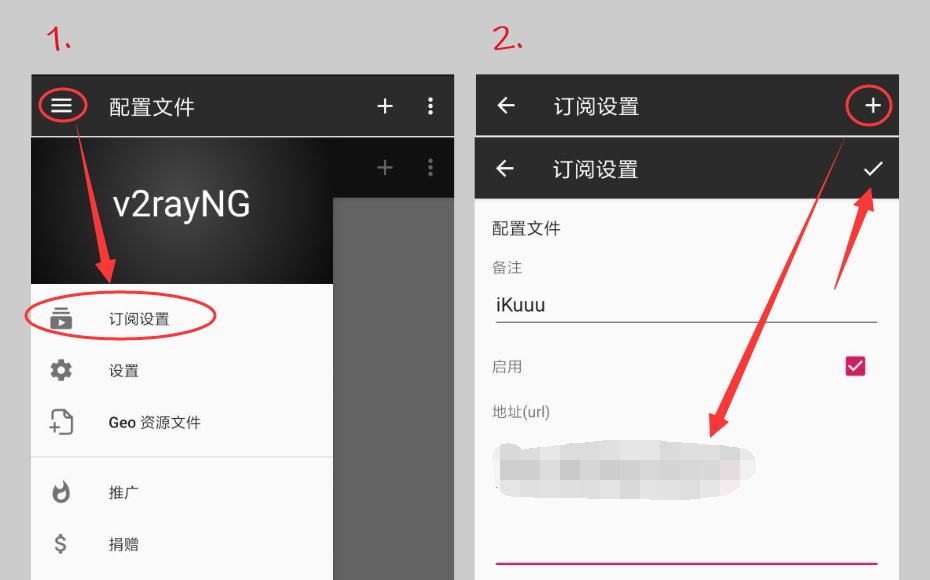 1.
配置文件
v2rayNG
订阅设置
设置
Geo 资源文件
推广
捐赠
2.
订阅设置
订阅设置
配置文件
备注
iKuuu
启用
地址(url)